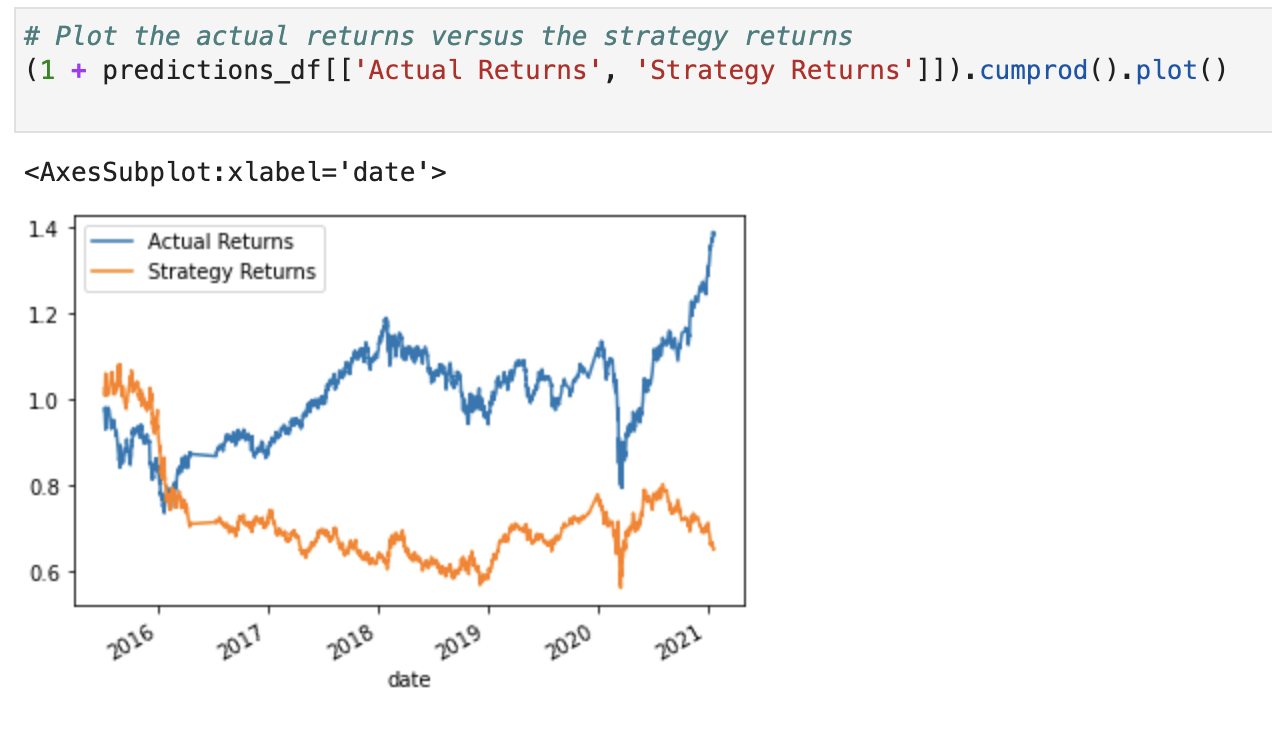 # Plot the actual returns versus the strategy returns
(1 + predictions_df[['Actual Returns', 'Strategy Returns']]).cumprod().plot()
<AxesSubplot:xlabel='date'>
1.4
1.2
1.0
0.8
0.6
Actual Returns
Strategy Returns
2016
2017
2018
2019
2020
2021
date